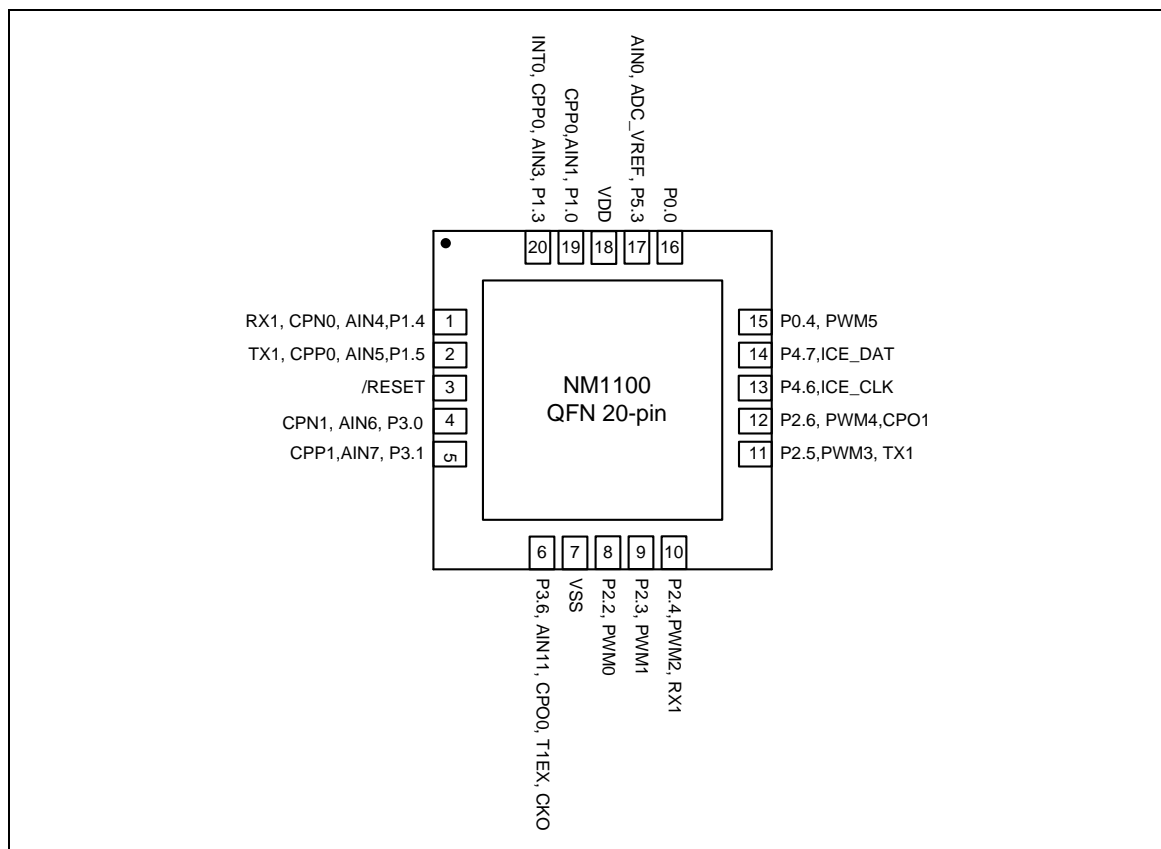 INT0, CPP0, AIN3, P1.3
CPP0,AIN1, P1.0
VDD
AIN0, ADC_VREF, P5.3
P0.0
20
19
18
17
16
RX1, CPN0, AIN4,P1.4
1
TX1, CPP0, AIN5,P1.5
2
/RESET
3
CPN1, AIN6, P3.0
4
CPP1,AIN7, P3.1
5
NM1100
QFN 20-pin
15
P0.4, PWM5
14
P4.7,ICE_DAT
13
P4.6,ICE_CLK
12
P2.6, PWM4,CPO1
11
P2.5,PWM3, TX1
6
7
8
9
10
P3.6, AIN11, CPO0, T1EX, CKO
VSS
P2.2, PWM0
P2.3, PWM1
P2.4,PWM2, RX1